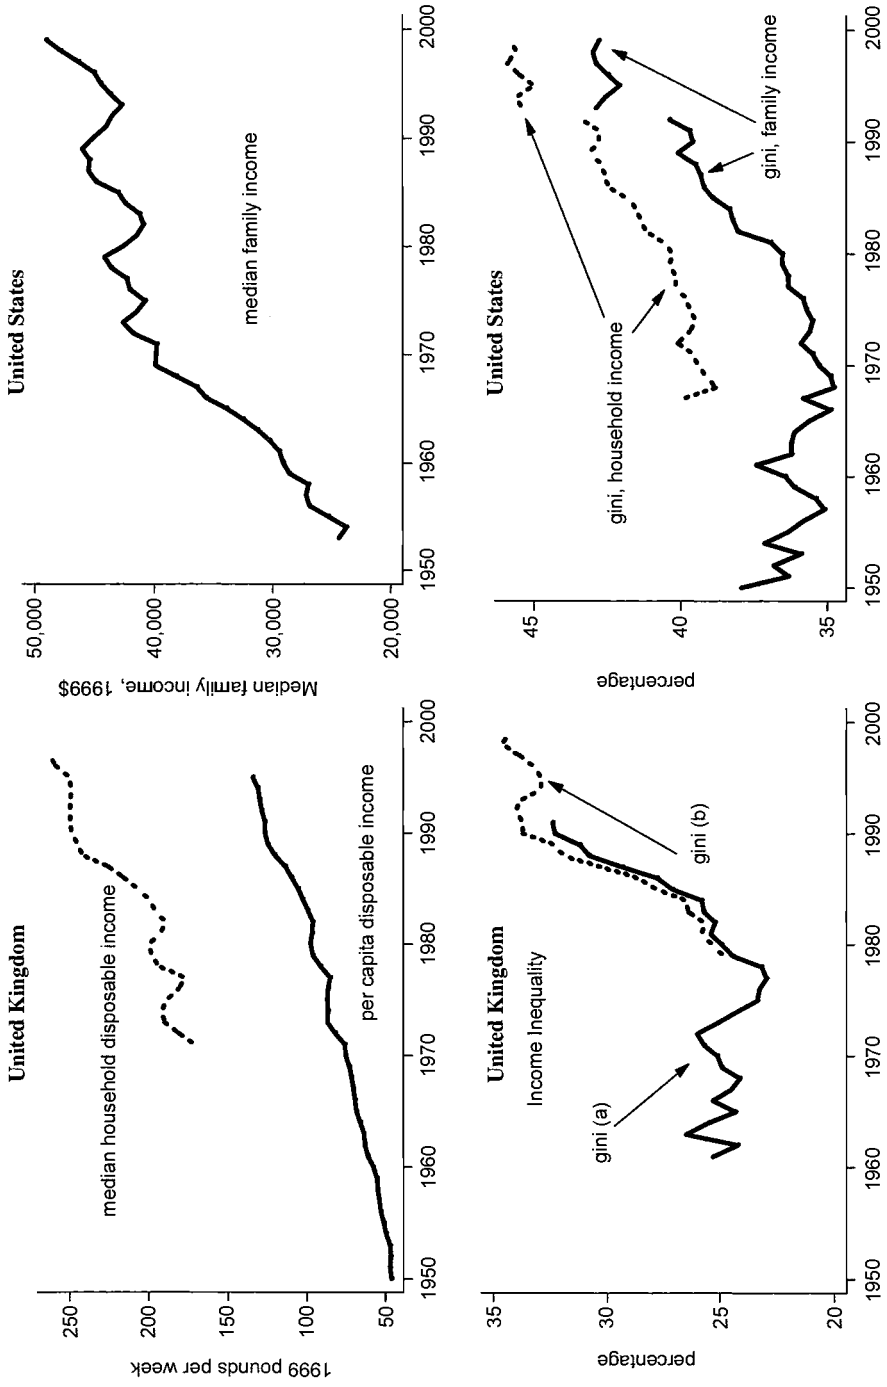 United Kingdom
1999 pounds per week
250
200
150
100
50
median household disposable income
per capita disposable income
1950
1960
1970
1980
1990
2000
United States
Median family income, 1999$
50,000
40,000
30,000
20,000
median family income
1950
1960
1970
1980
1990
2000
United Kingdom
Income Inequality
percentage
35
30
25
20
gini (a)
gini (b)
1950
1960
1970
1980
1990
2000
United States
percentage
45
40
35
gini, household income
gini, family income
1950
1960
1970
1980
1990
2000